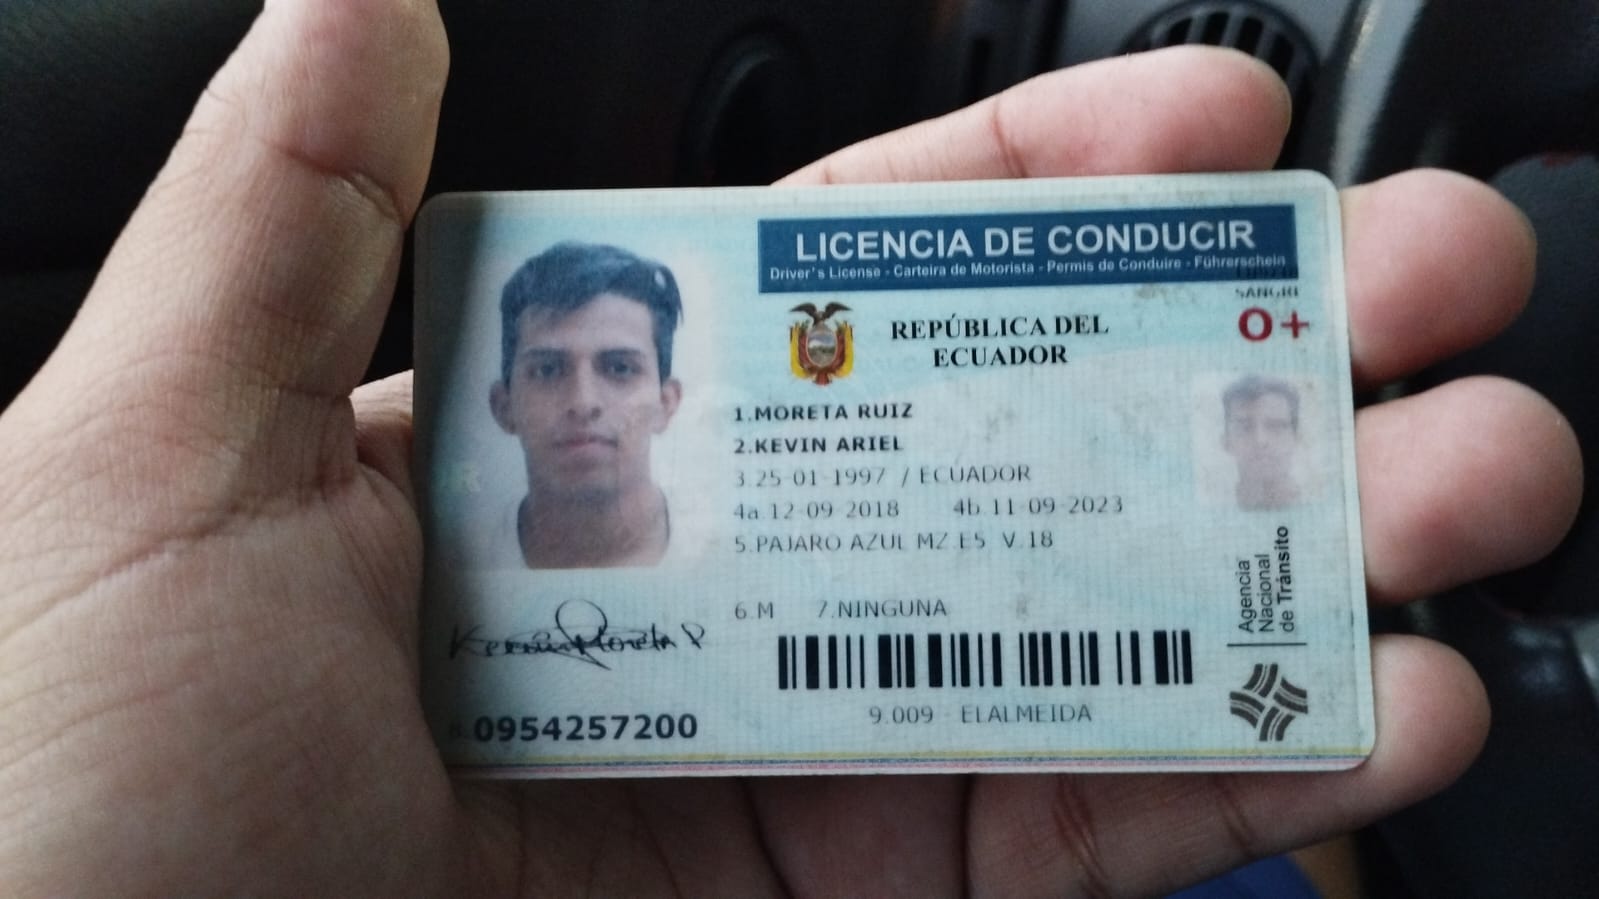 LICENCIA DE CONDUCIR
Driver's License - Carteira de Motorista - Permis de Conduire - Führerschein
SANGRE
O+
REPÚBLICA DEL
ECUADOR
1.MORETA RUIZ
2.KEVIN ARIEL
3.25-01-1997 / ECUADOR
4a.12-09-2018 4b.11-09-2023
5.PAJARO AZUL MZ.E5 V.18
6.M 7.NINGUNA
Agencia
Nacional
de Tránsito
Kevin Moreta R
9.009 - ELALMEIDA
0954257200